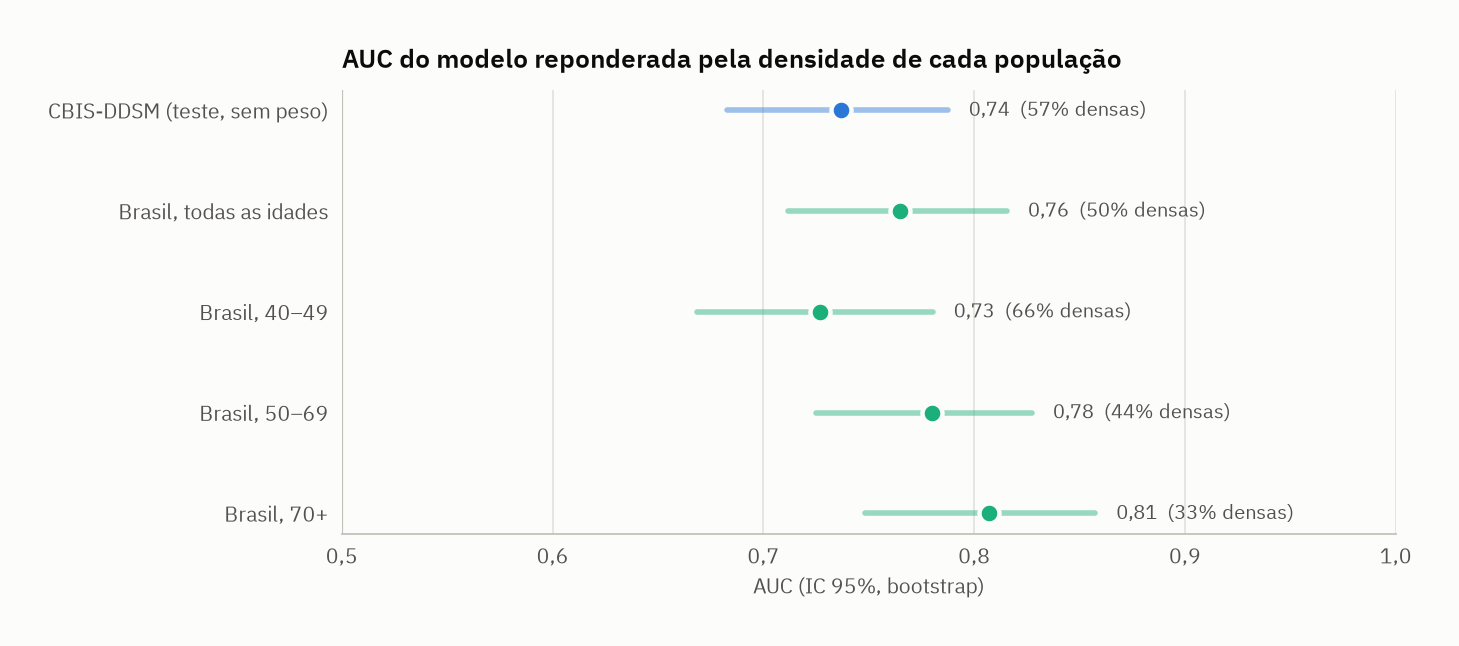 AUC do modelo reponderada pela densidade de cada população
CBIS-DDSM (teste, sem peso)
0,74 (57% densas)
Brasil, todas as idades
0,76 (50% densas)
Brasil, 40–49
0,73 (66% densas)
Brasil, 50–69
0,78 (44% densas)
Brasil, 70+
0,81 (33% densas)
0,5 0,6 0,7 0,8 0,9 1,0
AUC (IC 95%, bootstrap)